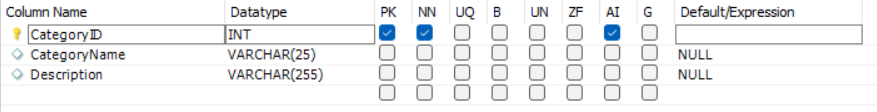 Column Name Datatype PK NN UQ B UN ZF AI G Default/Expression
CategoryID INT
CategoryName VARCHAR(25) NULL
Description VARCHAR(255) NULL